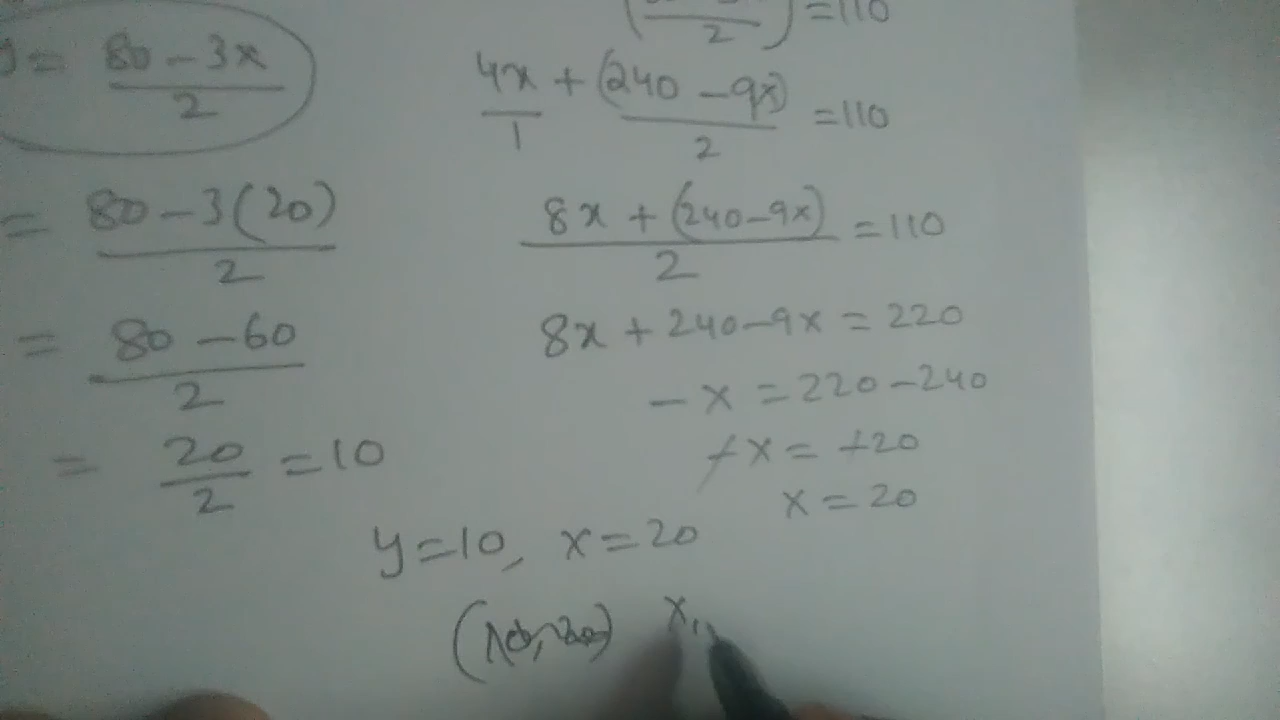 y = (80 - 3x)/2
= (80 - 3(20))/2
= (80 - 60)/2
= 20/2 = 10
/2) = 110
4x/1 + (240 - 9x)/2 = 110
(8x + (240 - 9x))/2 = 110
8x + 240 - 9x = 220
- x = 220 - 240
+x = +20
x = 20
y = 10, x = 20
(10, 20) x,